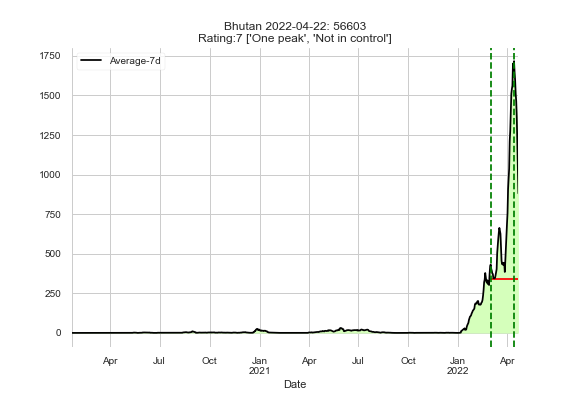 Bhutan 2022-04-22: 56603
Rating:7 ['One peak', 'Not in control']
1750
1500
1250
1000
750
500
250
0
Average-7d
Apr
Jul
Oct
Jan
2021
Apr
Jul
Oct
Jan
2022
Apr
Date